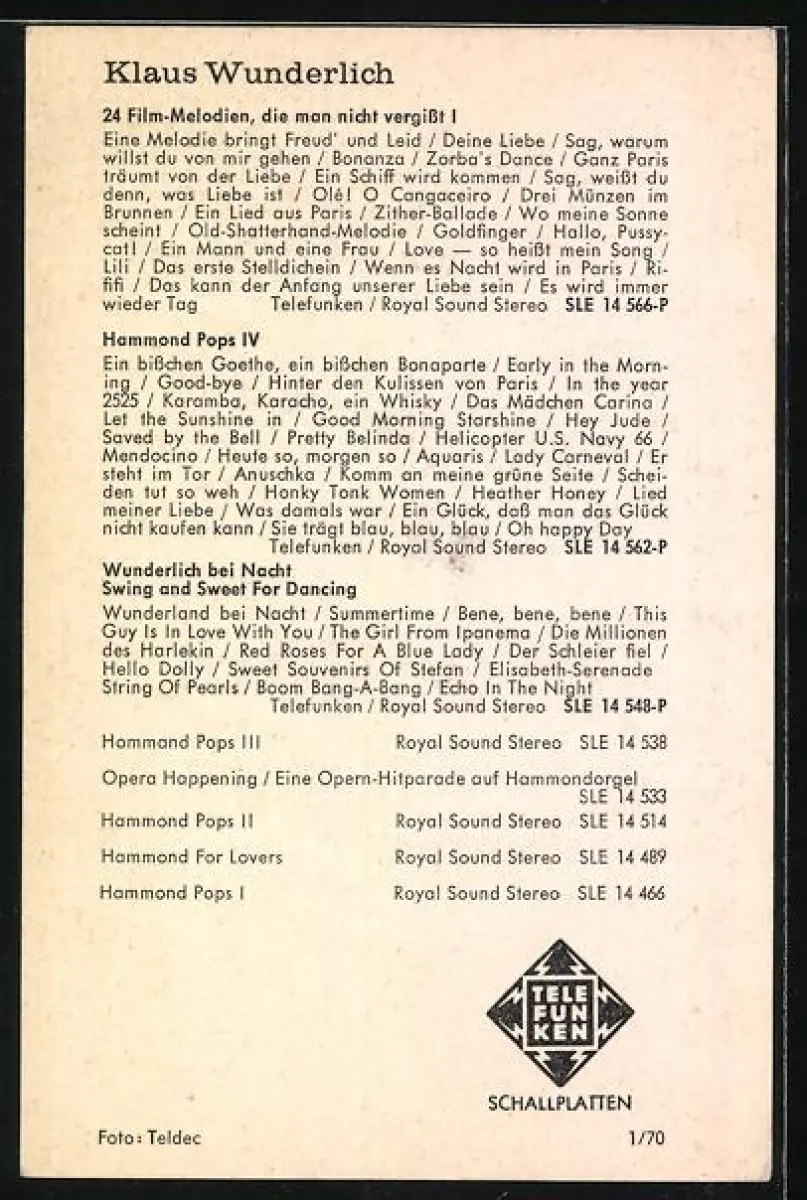 Klaus Wunderlich
24 Film-Melodien, die man nicht vergißt I
Eine Melodie bringt Freud' und Leid / Deine Liebe / Sag, warum
willst du von mir gehen / Bonanza / Zorba's Dance / Ganz Paris
träumt von der Liebe / Ein Schiff wird kommen / Sag, weißt du
denn, was Liebe ist / Olé! O Cangaceiro / Drei Münzen im
Brunnen / Ein Lied aus Paris / Zither-Ballade / Wo meine Sonne
scheint / Old-Shatterhand-Melodie / Goldfinger / Hallo, Pussy-
cat! / Ein Mann und eine Frau / Love — so heißt mein Song /
Lili / Das erste Stelldichein / Wenn es Nacht wird in Paris / Ri-
fifi / Das kann der Anfang unserer Liebe sein / Es wird immer
wieder Tag Telefunken / Royal Sound Stereo SLE 14 566-P
Hammond Pops IV
Ein bißchen Goethe, ein bißchen Bonaparte / Early in the Morn-
ing / Good-bye / Hinter den Kulissen von Paris / In the year
2525 / Karamba, Karacho, ein Whisky / Das Mädchen Carina /
Let the Sunshine in / Good Morning Starshine / Hey Jude /
Saved by the Bell / Pretty Belinda / Helicopter U.S. Navy 66 /
Mendocino / Heute so, morgen so / Aquaris / Lady Carneval / Er
steht im Tor / Anuschka / Komm an meine grüne Seite / Schei-
den tut so weh / Honky Tonk Women / Heather Honey / Lied
meiner Liebe / Was damals war / Ein Glück, daß man das Glück
nicht kaufen kann / Sie trägt blau, blau, blau / Oh happy Day
Telefunken / Royal Sound Stereo SLE 14 562-P
Wunderlich bei Nacht
Swing and Sweet For Dancing
Wunderland bei Nacht / Summertime / Bene, bene, bene / This
Guy Is In Love With You / The Girl From Ipanema / Die Millionen
des Harlekin / Red Roses For A Blue Lady / Der Schleier fiel /
Hello Dolly / Sweet Souvenirs Of Stefan / Elisabeth-Serenade
String Of Pearls / Boom Bang-A-Bang / Echo In The Night
Telefunken / Royal Sound Stereo SLE 14 548-P
Hammond Pops III Royal Sound Stereo SLE 14 538
Opera Happening / Eine Opern-Hitparade auf Hammondorgel
SLE 14 533
Hammond Pops II Royal Sound Stereo SLE 14 514
Hammond For Lovers Royal Sound Stereo SLE 14 489
Hammond Pops I Royal Sound Stereo SLE 14 466
TELE
FUN
KEN
SCHALLPLATTEN
Foto: Teldec 1/70